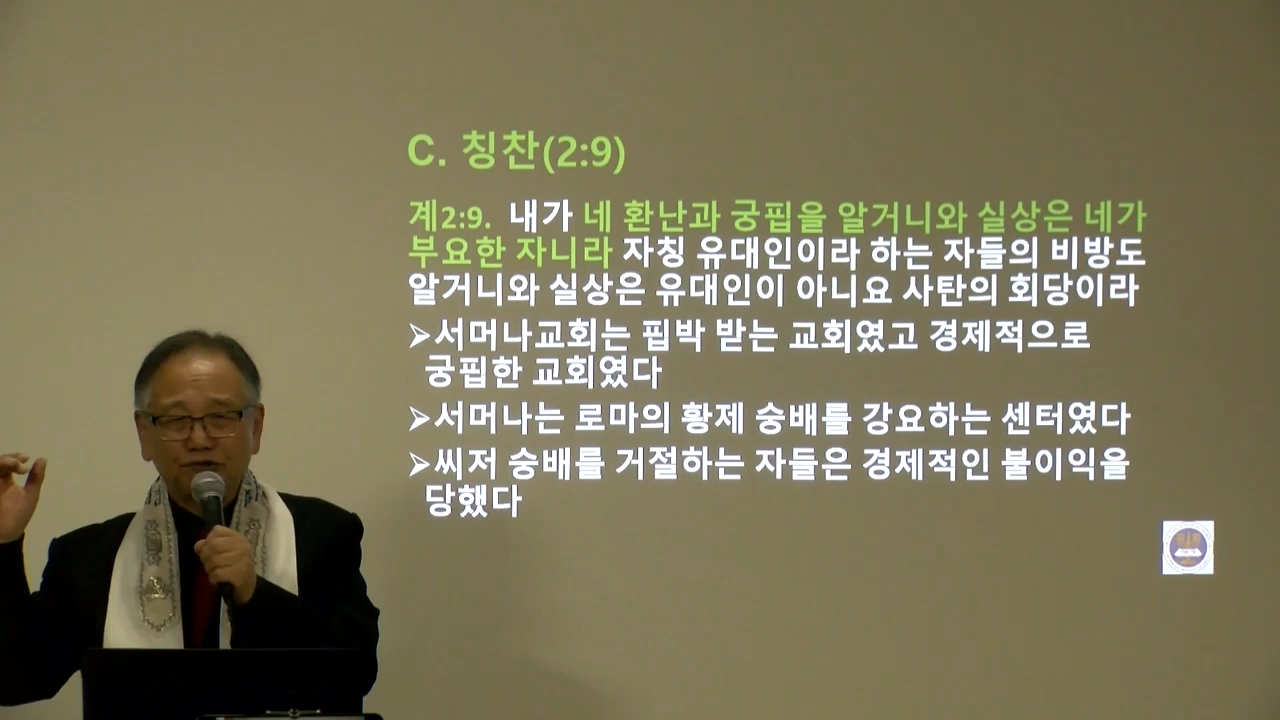 C. 칭찬(2:9)
계2:9. 내가 네 환난과 궁핍을 알거니와 실상은 네가
부요한 자니라 자칭 유대인이라 하는 자들의 비방도
알거니와 실상은 유대인이 아니요 사탄의 회당이라
➢서머나교회는 핍박 받는 교회였고 경제적으로
궁핍한 교회였다
➢서머나는 로마의 황제 숭배를 강요하는 센터였다
➢씨저 숭배를 거절하는 자들은 경제적인 불이익을
당했다